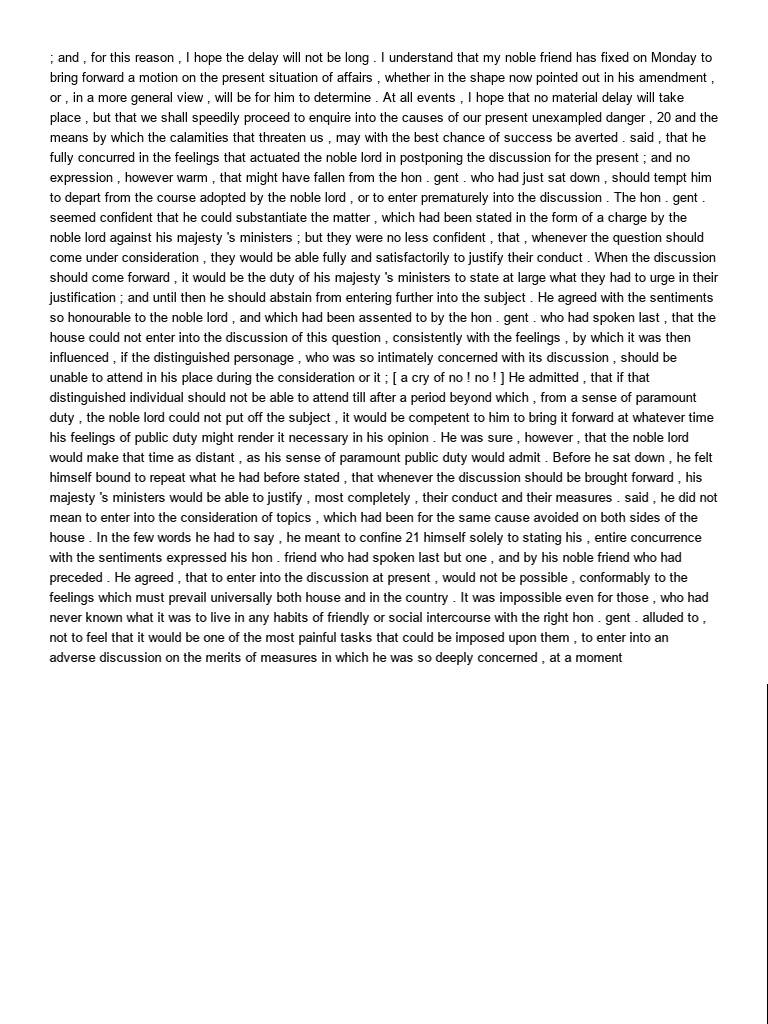 ; and , for this reason , I hope the delay will not be long . I understand that my noble friend has fixed on Monday to
bring forward a motion on the present situation of affairs , whether in the shape now pointed out in his amendment ,
or , in a more general view , will be for him to determine . At all events , I hope that no material delay will take
place , but that we shall speedily proceed to enquire into the causes of our present unexampled danger , 20 and the
means by which the calamities that threaten us , may with the best chance of success be averted . said , that he
fully concurred in the feelings that actuated the noble lord in postponing the discussion for the present ; and no
expression , however warm , that might have fallen from the hon . gent . who had just sat down , should tempt him
to depart from the course adopted by the noble lord , or to enter prematurely into the discussion . The hon . gent .
seemed confident that he could substantiate the matter , which had been stated in the form of a charge by the
noble lord against his majesty 's ministers ; but they were no less confident , that , whenever the question should
come under consideration , they would be able fully and satisfactorily to justify their conduct . When the discussion
should come forward , it would be the duty of his majesty 's ministers to state at large what they had to urge in their
justification ; and until then he should abstain from entering further into the subject . He agreed with the sentiments
so honourable to the noble lord , and which had been assented to by the hon . gent . who had spoken last , that the
house could not enter into the discussion of this question , consistently with the feelings , by which it was then
influenced , if the distinguished personage , who was so intimately concerned with its discussion , should be
unable to attend in his place during the consideration or it ; [ a cry of no ! no ! ] He admitted , that if that
distinguished individual should not be able to attend till after a period beyond which , from a sense of paramount
duty , the noble lord could not put off the subject , it would be competent to him to bring it forward at whatever time
his feelings of public duty might render it necessary in his opinion . He was sure , however , that the noble lord
would make that time as distant , as his sense of paramount public duty would admit . Before he sat down , he felt
himself bound to repeat what he had before stated , that whenever the discussion should be brought forward , his
majesty 's ministers would be able to justify , most completely , their conduct and their measures . said , he did not
mean to enter into the consideration of topics , which had been for the same cause avoided on both sides of the
house . In the few words he had to say , he meant to confine 21 himself solely to stating his , entire concurrence
with the sentiments expressed his hon . friend who had spoken last but one , and by his noble friend who had
preceded . He agreed , that to enter into the discussion at present , would not be possible , conformably to the
feelings which must prevail universally both house and in the country . It was impossible even for those , who had
never known what it was to live in any habits of friendly or social intercourse with the right hon . gent . alluded to ,
not to feel that it would be one of the most painful tasks that could be imposed upon them , to enter into an
adverse discussion on the merits of measures in which he was so deeply concerned , at a moment